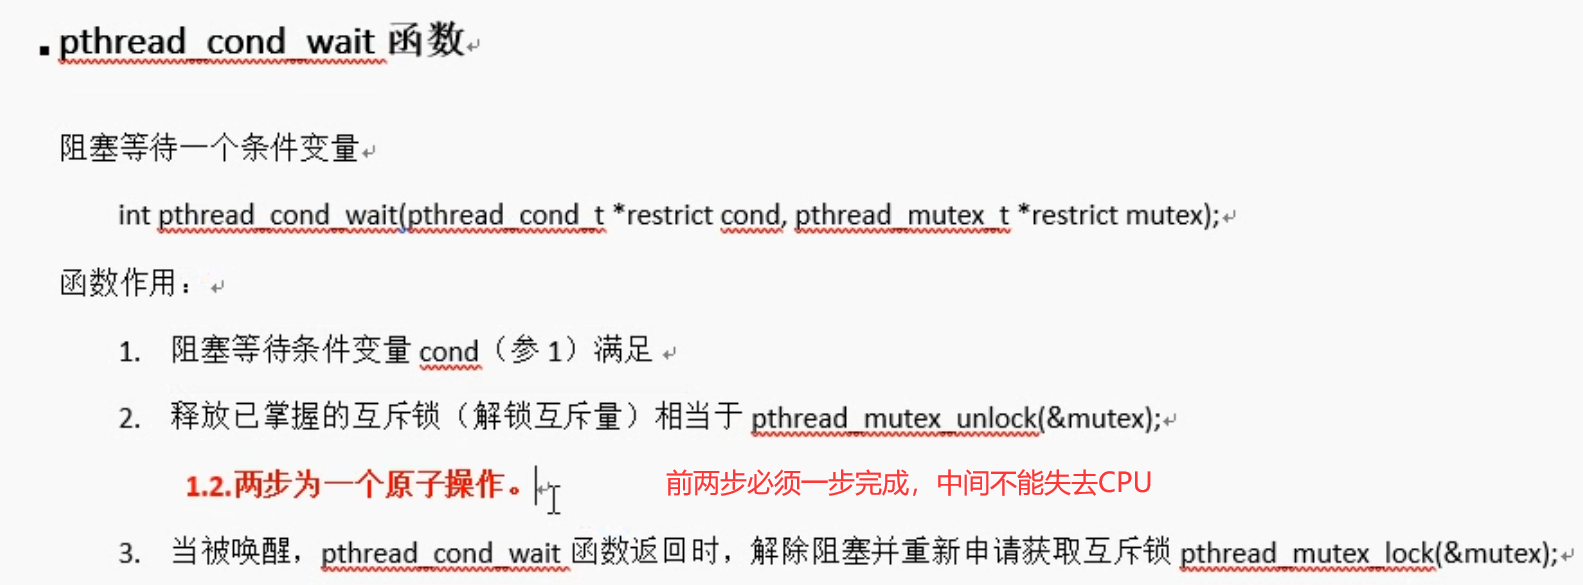 pthread_cond_wait 函数
阻塞等待一个条件变量
int pthread_cond_wait(pthread_cond_t *restrict cond, pthread_mutex_t *restrict mutex);
函数作用：
1. 阻塞等待条件变量 cond（参 1）满足
2. 释放已掌握的互斥锁（解锁互斥量）相当于 pthread_mutex_unlock(&mutex);
1.2.两步为一个原子操作。 前两步必须一步完成，中间不能失去CPU
3. 当被唤醒，pthread_cond_wait 函数返回时，解除阻塞并重新申请获取互斥锁 pthread_mutex_lock(&mutex);